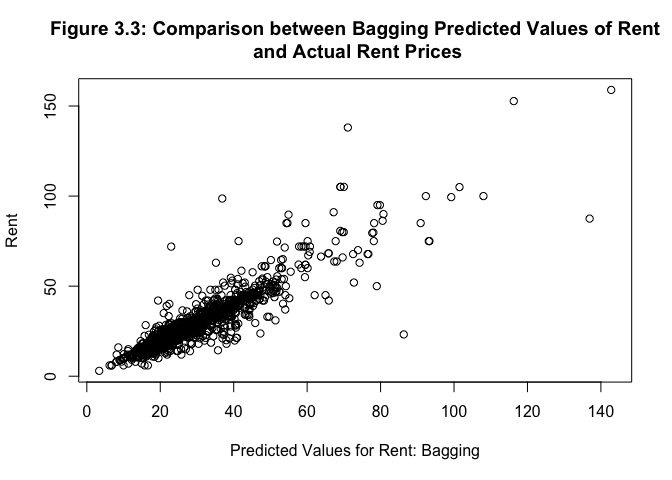 Figure 3.3: Comparison between Bagging Predicted Values of Rent
and Actual Rent Prices
Rent
150
100
50
0
0 20 40 60 80 100 120 140
Predicted Values for Rent: Bagging